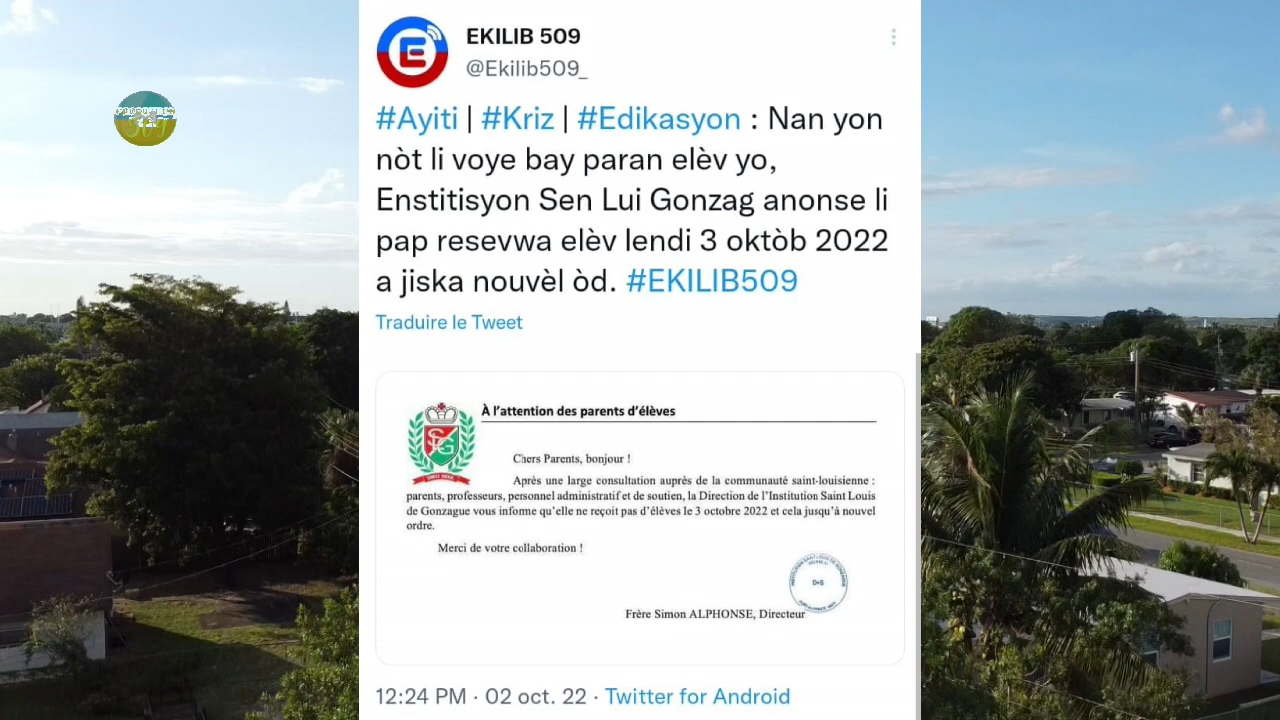 EKILIB 509
@Ekilib509_
#Ayiti | #Kriz | #Edikasyon : Nan yon
nòt li voye bay paran elèv yo,
Enstitisyon Sen Lui Gonzag anonse li
pap resevwa elèv lendi 3 oktòb 2022
a jiska nouvèl òd. #EKILIB509
Traduire le Tweet
À l'attention des parents d'élèves
Chers Parents, bonjour !
Après une large consultation auprès de la communauté saint-louisienne :
parents, professeurs, personnel administratif et de soutien, la Direction de l'Institution Saint Louis
de Gonzague vous informe qu'elle ne reçoit pas d'élèves le 3 octobre 2022 et cela jusqu'à nouvel
ordre.
Merci de votre collaboration !
Frère Simon ALPHONSE, Directeur
12:24 PM · 02 oct. 22 · Twitter for Android